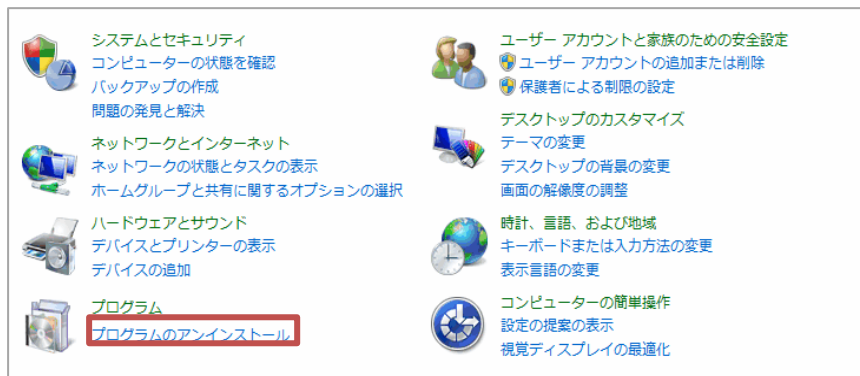 システムとセキュリティ
コンピューターの状態を確認
バックアップの作成
問題の発見と解決
ネットワークとインターネット
ネットワークの状態とタスクの表示
ホームグループと共有に関するオプションの選択
ハードウェアとサウンド
デバイスとプリンターの表示
デバイスの追加
プログラム
プログラムのアンインストール
ユーザー アカウントと家族のための安全設定
ユーザー アカウントの追加または削除
保護者による制限の設定
デスクトップのカスタマイズ
テーマの変更
デスクトップの背景の変更
画面の解像度の調整
時計、言語、および地域
キーボードまたは入力方法の変更
表示言語の変更
コンピューターの簡単操作
設定の提案の表示
視覚ディスプレイの最適化